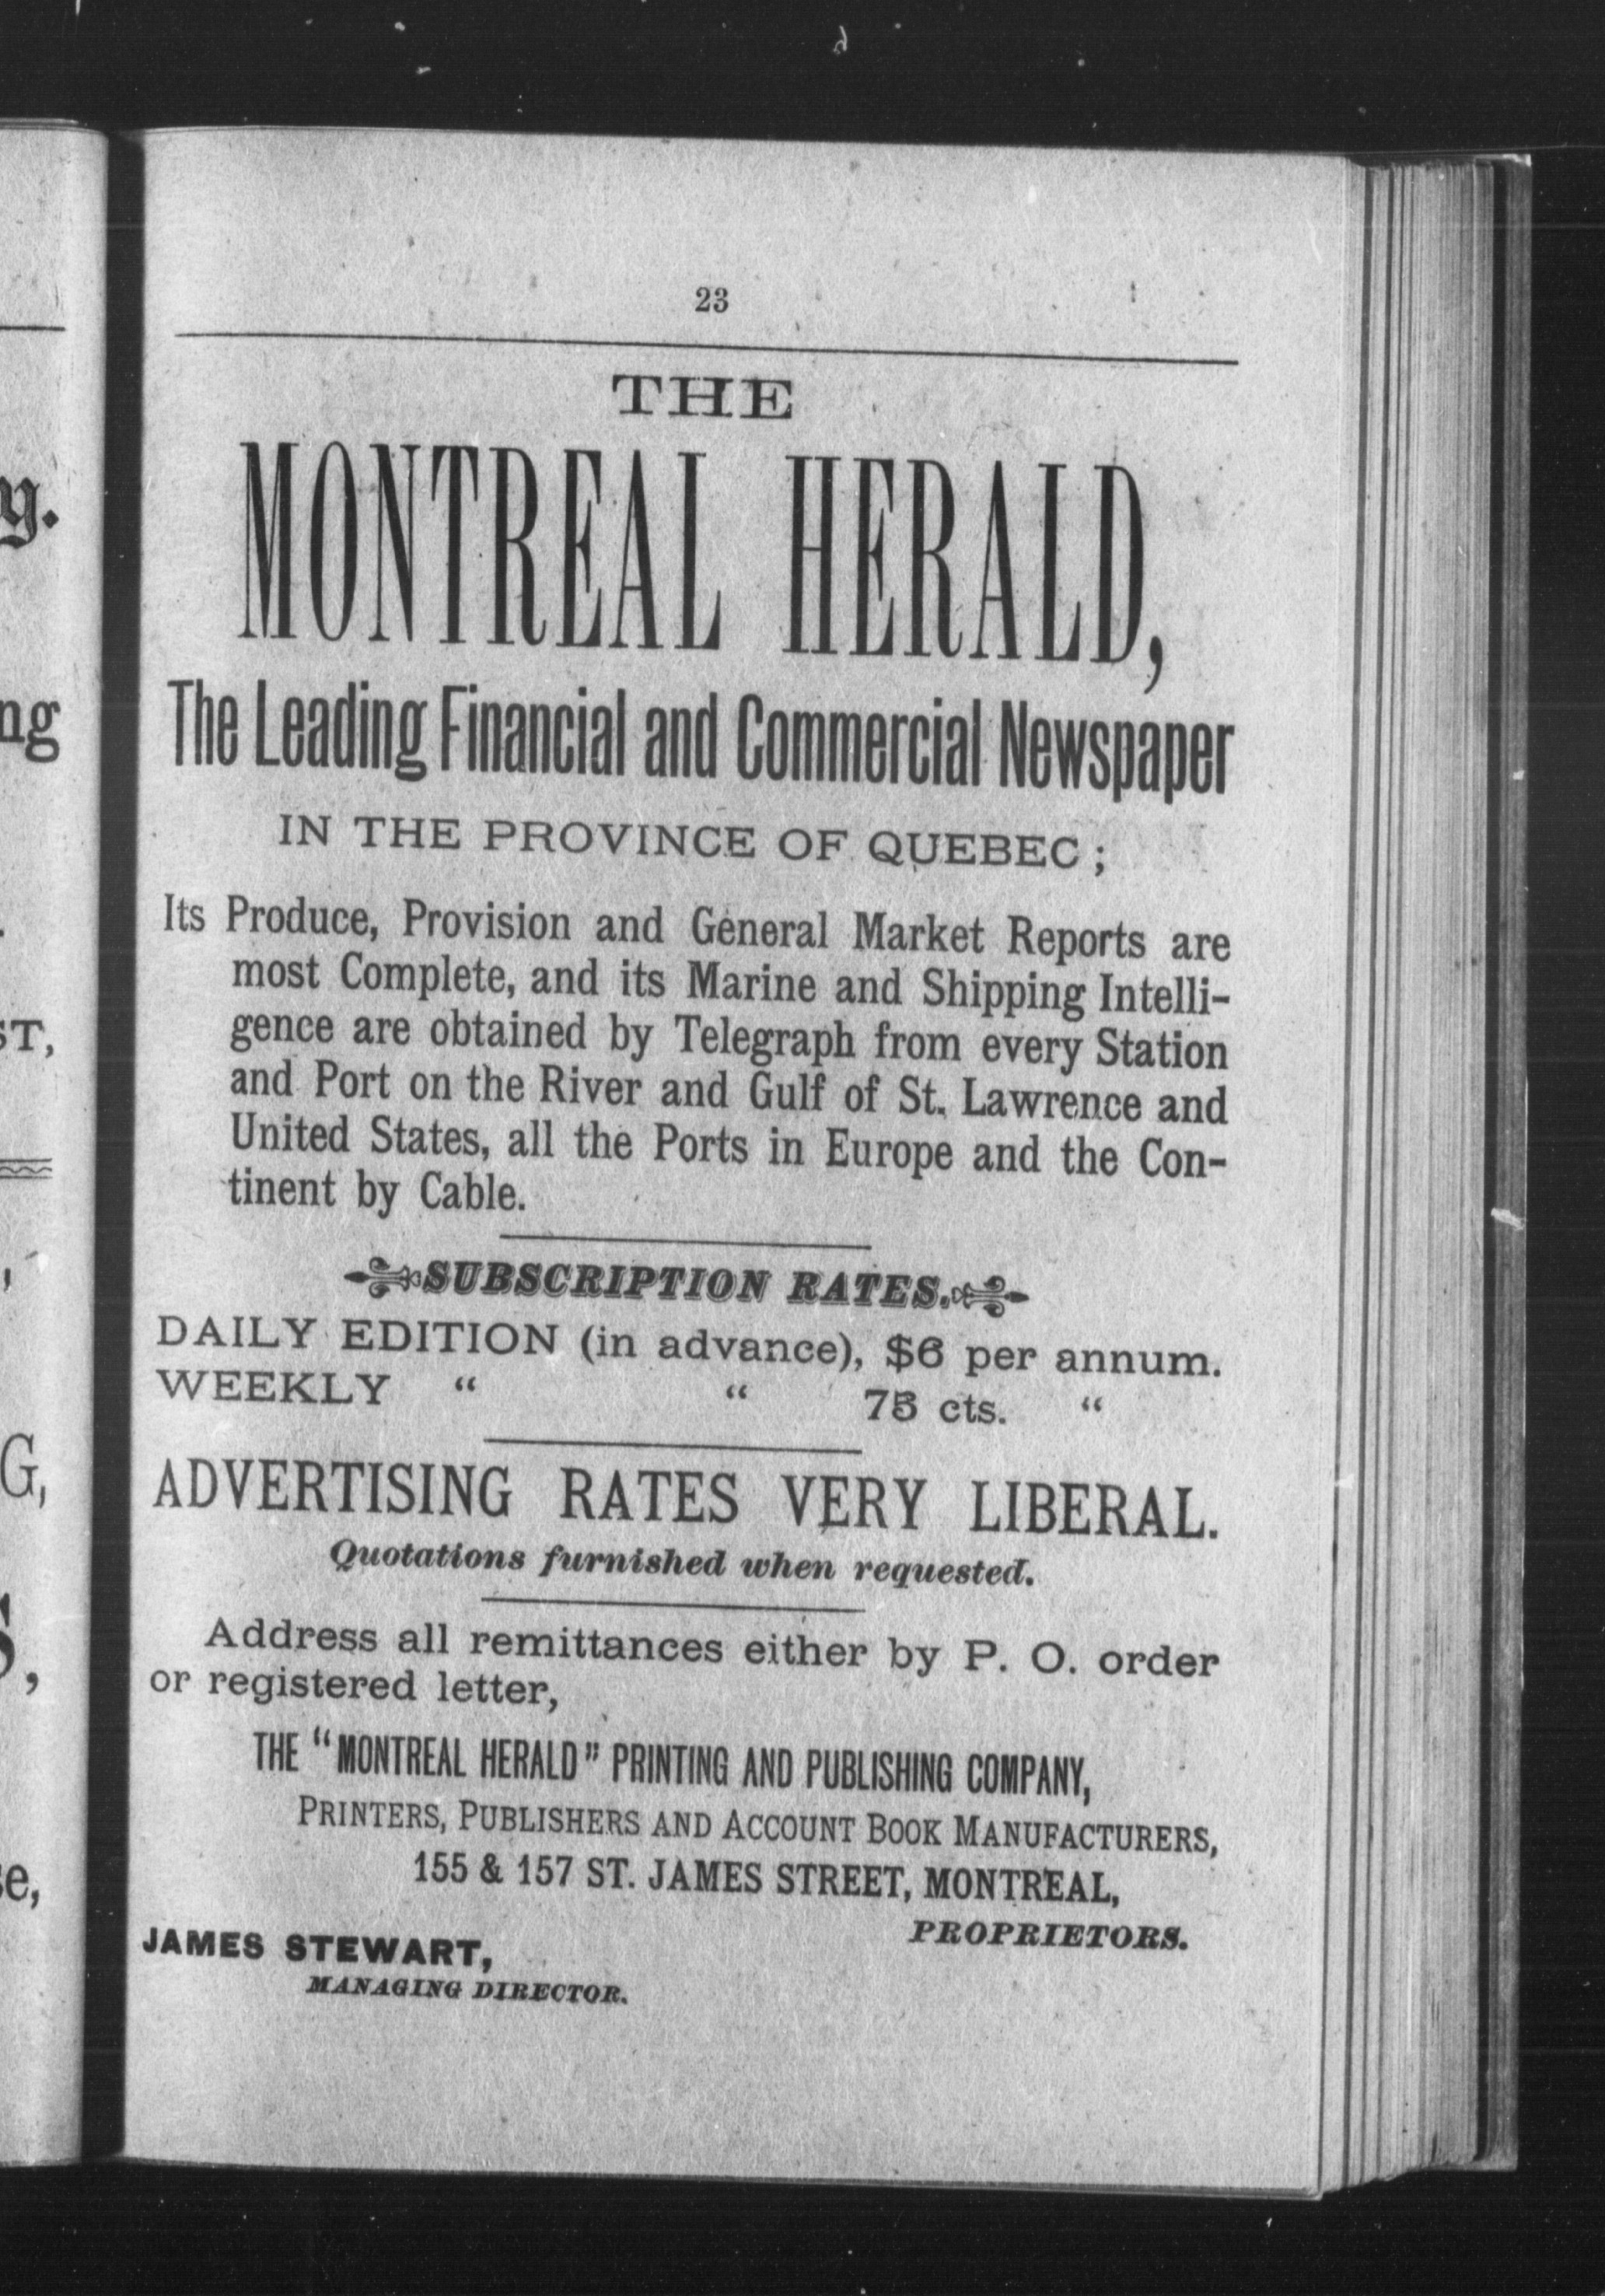 23
THE
MONTREAL HERALD,
The Leading Financial and Commercial Newspaper
IN THE PROVINCE OF QUEBEC ;
Its Produce, Provision and General Market Reports are
most Complete, and its Marine and Shipping Intelli-
gence are obtained by Telegraph from every Station
and Port on the River and Gulf of St. Lawrence and
United States, all the Ports in Europe and the Con-
tinent by Cable.
SUBSCRIPTION RATES.
DAILY EDITION (in advance), $6 per annum.
WEEKLY “ “ 75 cts. “
ADVERTISING RATES VERY LIBERAL.
Quotations furnished when requested.
Address all remittances either by P. O. order
or registered letter,
THE “MONTREAL HERALD” PRINTING AND PUBLISHING COMPANY,
PRINTERS, PUBLISHERS AND ACCOUNT BOOK MANUFACTURERS,
155 & 157 ST. JAMES STREET, MONTREAL,
PROPRIETORS.
JAMES STEWART,
MANAGING DIRECTOR.